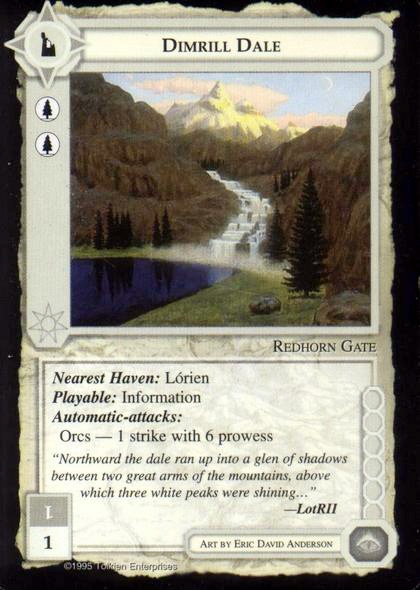 DIMRILL DALE
REDHORN GATE
Nearest Haven: Lórien
Playable: Information
Automatic-attacks:
Orcs — 1 strike with 6 prowess
“Northward the dale ran up into a glen of shadows
between two great arms of the mountains, above
which three white peaks were shining…”
—LotRII
I
1
ART BY ERIC DAVID ANDERSON
©1995 Tolkien Enterprises